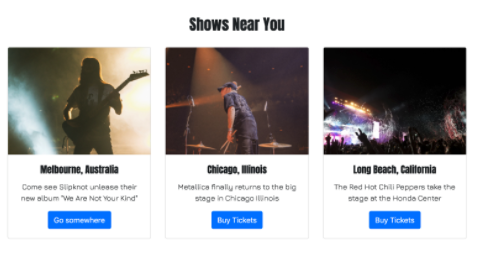 Shows Near You
Melbourne, Australia
Come see Slipknot unlease their
new album "We Are Not Your Kind"
Go somewhere
Chicago, Illinois
Metallica finally returns to the big
stage in Chicago Illinois
Buy Tickets
Long Beach, California
The Red Hot Chili Peppers take the
stage at the Honda Center
Buy Tickets